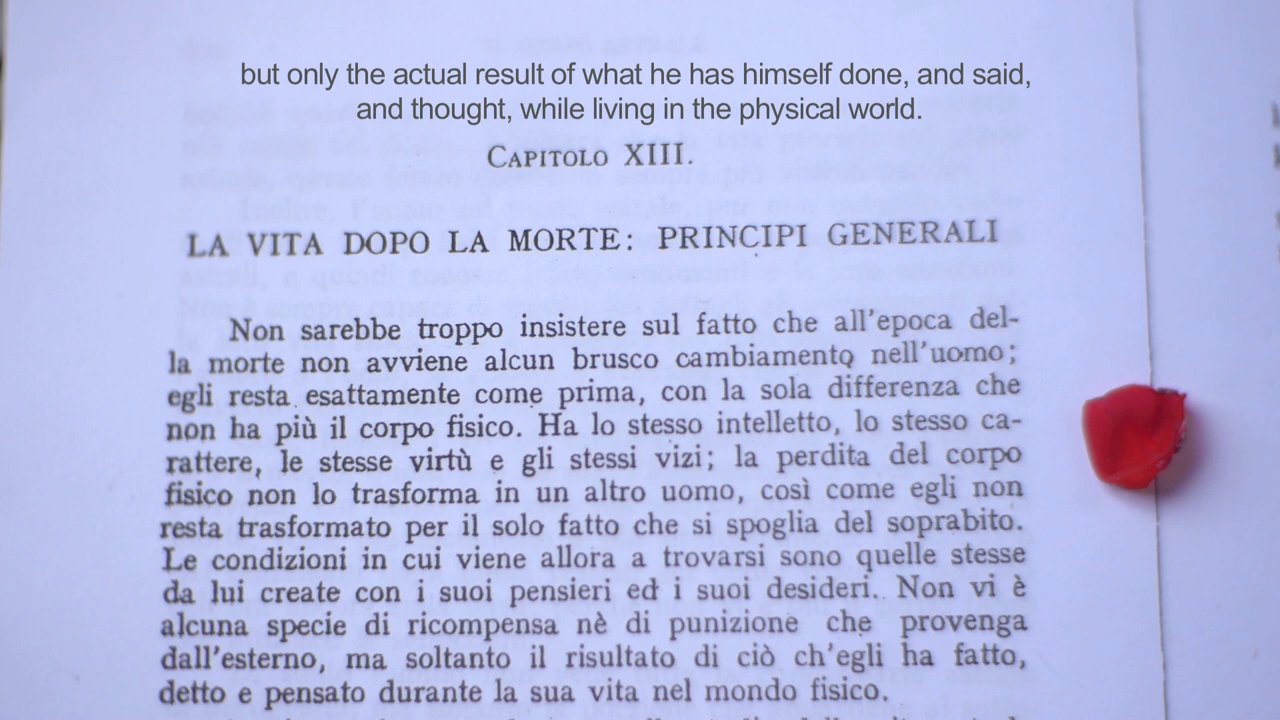 but only the actual result of what he has himself done, and said,
and thought, while living in the physical world.
CAPITOLO XIII.
LA VITA DOPO LA MORTE: PRINCIPI GENERALI
Non sarebbe troppo insistere sul fatto che all'epoca del-
la morte non avviene alcun brusco cambiamento nell'uomo;
egli resta esattamente come prima, con la sola differenza che
non ha più il corpo fisico. Ha lo stesso intelletto, lo stesso ca-
rattere, le stesse virtù e gli stessi vizi; la perdita del corpo
fisico non lo trasforma in un altro uomo, così come egli non
resta trasformato per il solo fatto che si spoglia del soprabito.
Le condizioni in cui viene allora a trovarsi sono quelle stesse
da lui create con i suoi pensieri ed i suoi desideri. Non vi è
alcuna specie di ricompensa nè di punizione che provenga
dall'esterno, ma soltanto il risultato di ciò ch'egli ha fatto,
detto e pensato durante la sua vita nel mondo fisico.